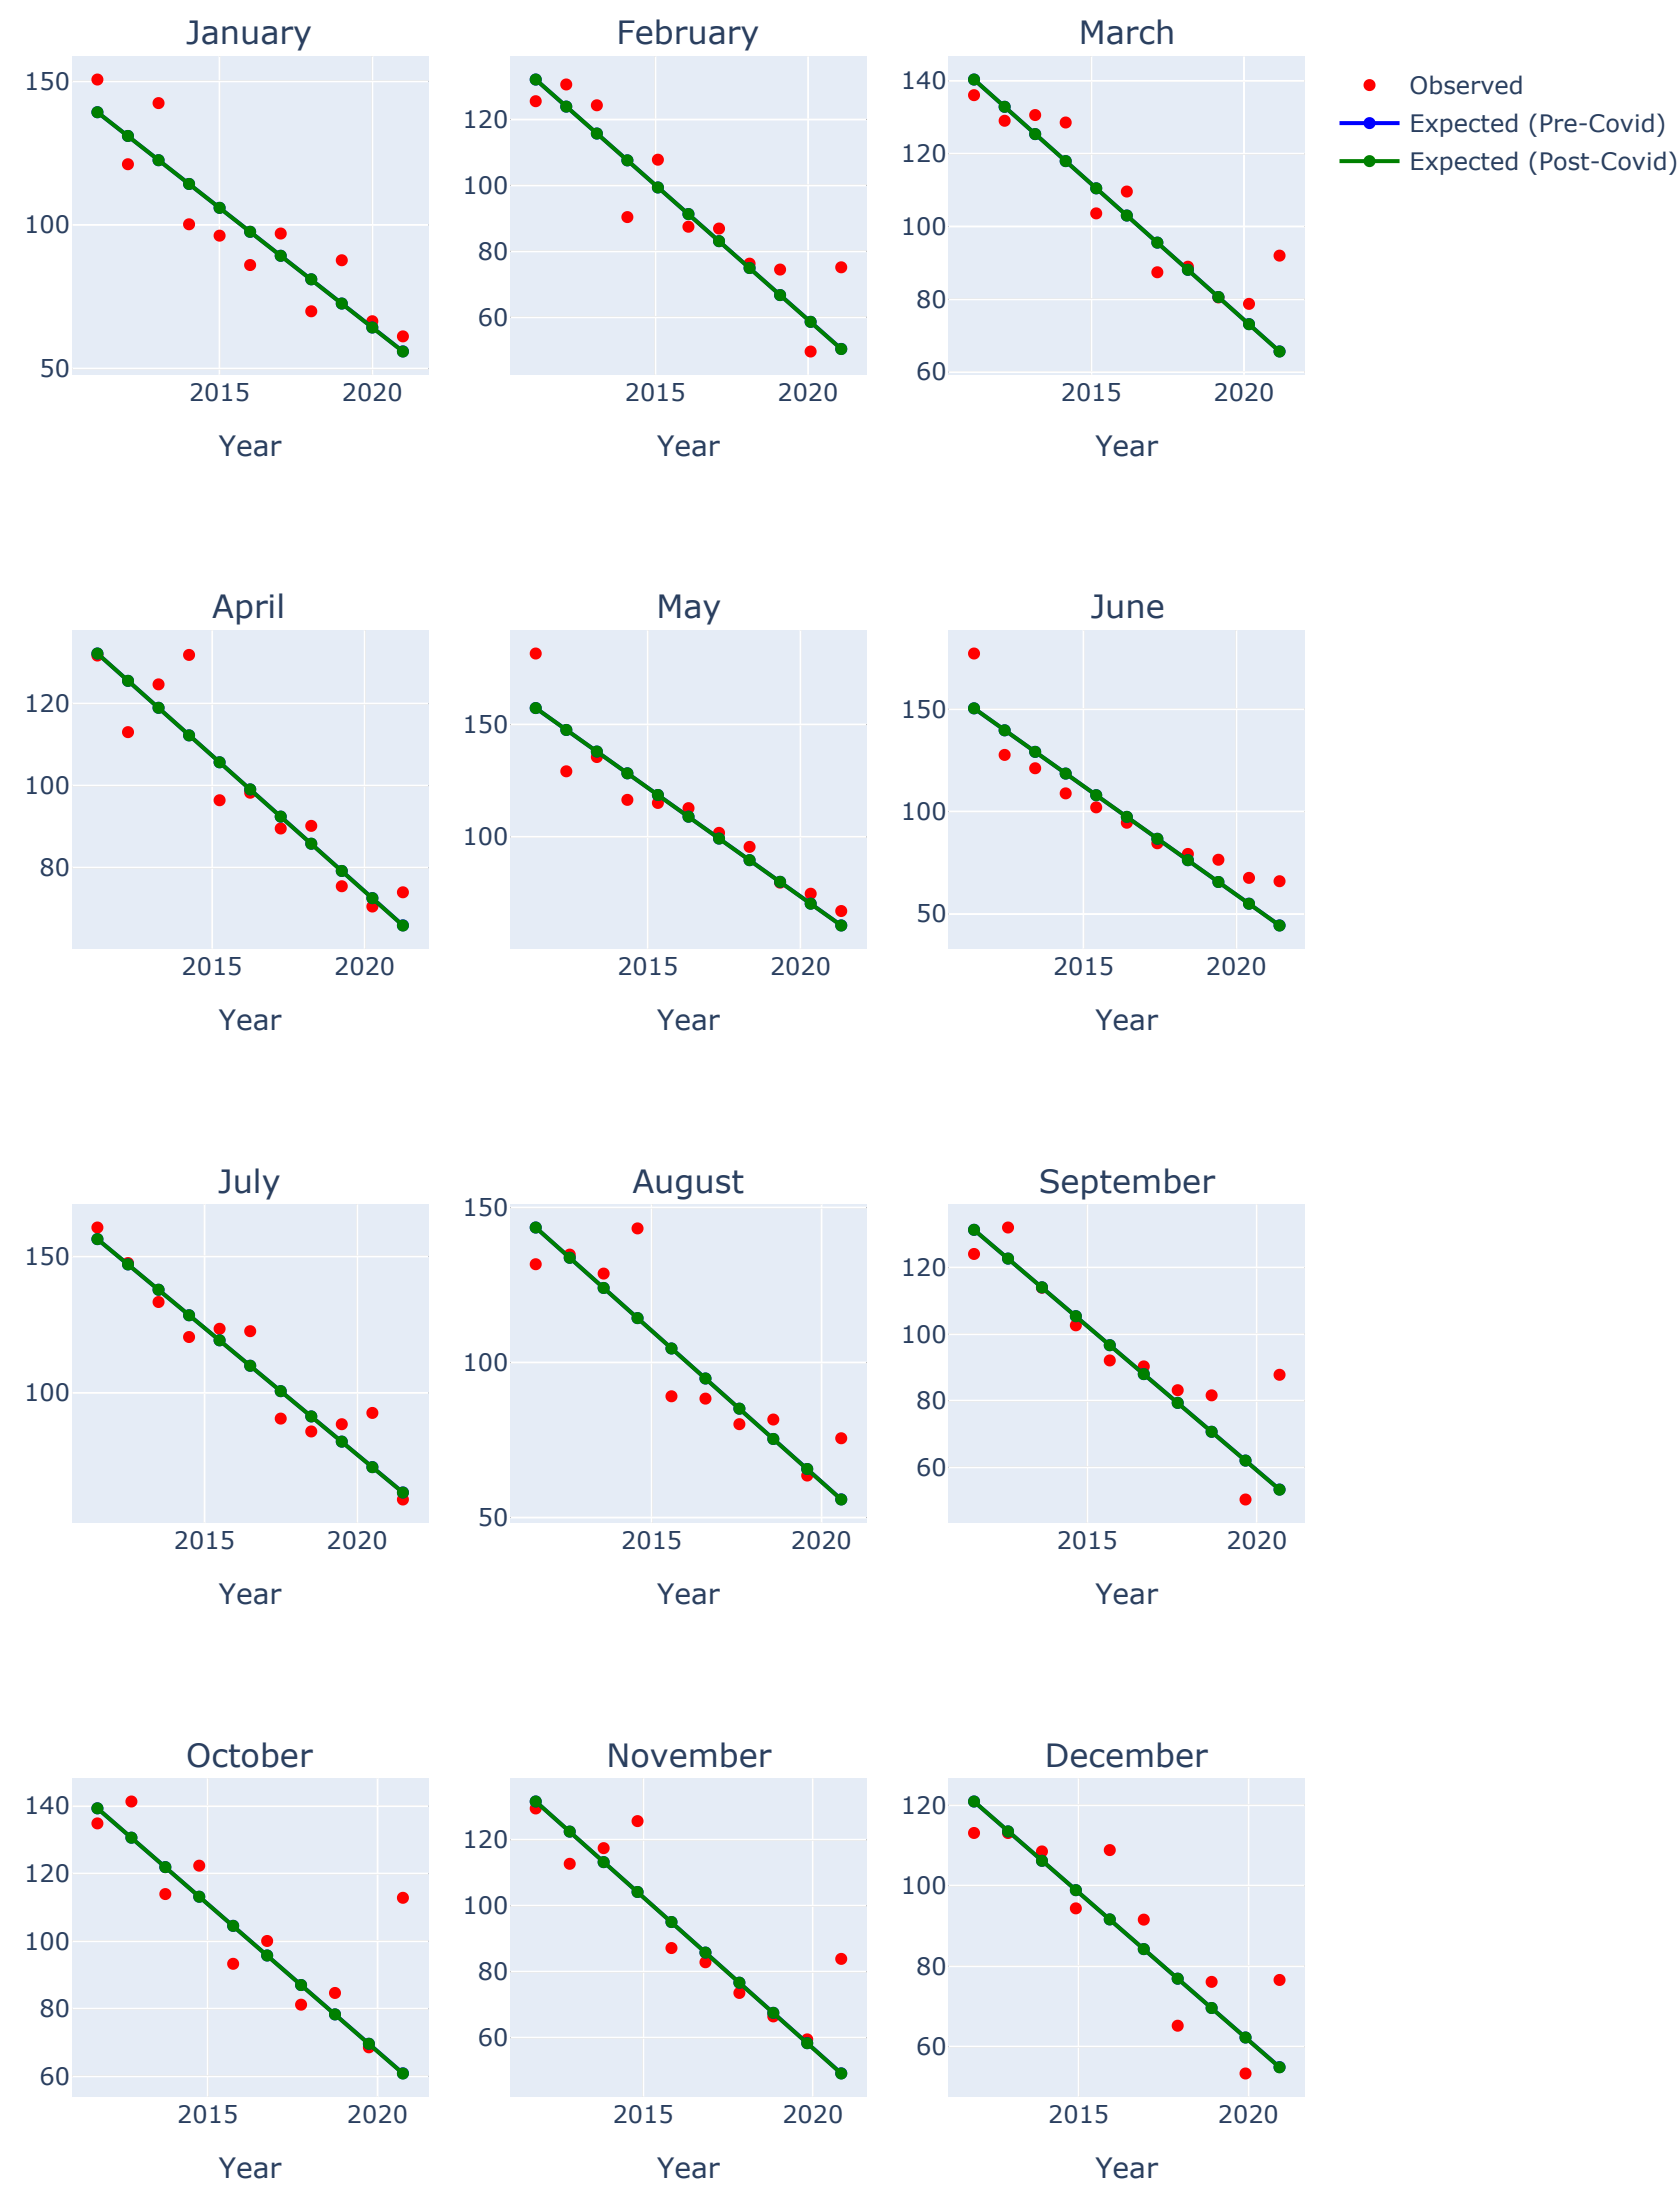 January
February
March
150
100
50
2015
2020
Year
120
100
80
60
2015
2020
Year
140
120
100
80
60
2015
2020
Year
Observed
Expected (Pre-Covid)
Expected (Post-Covid)
April
May
June
120
100
80
2015
2020
Year
150
100
2015
2020
Year
150
100
50
2015
2020
Year
July
August
September
150
100
2015
2020
Year
150
100
50
2015
2020
Year
120
100
80
60
2015
2020
Year
October
November
December
140
120
100
80
60
2015
2020
Year
120
100
80
60
2015
2020
Year
120
100
80
60
2015
2020
Year